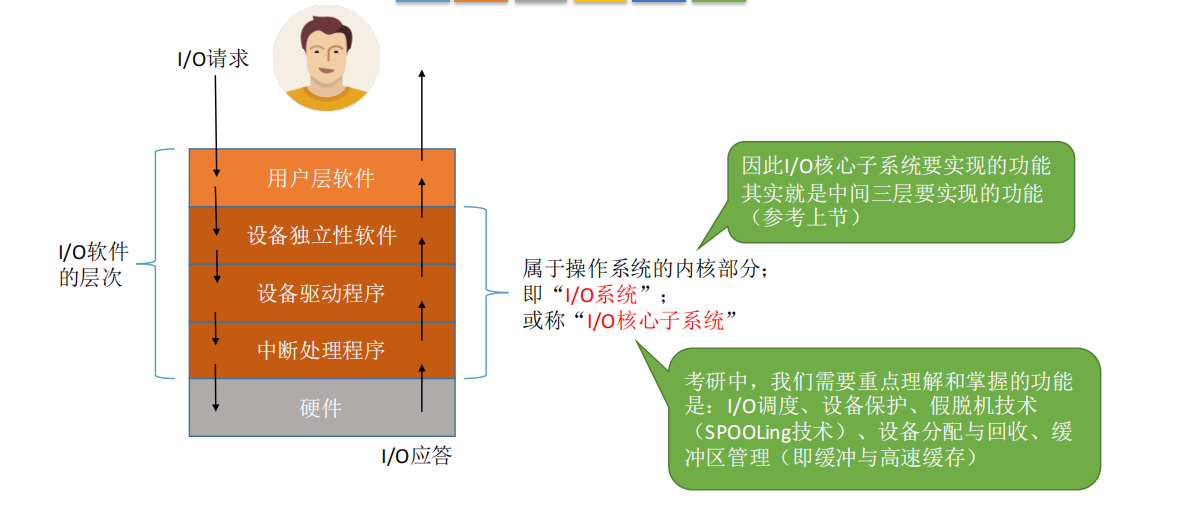 I/O请求
用户层软件
设备独立性软件
设备驱动程序
中断处理程序
硬件
I/O应答
I/O软件
的层次
属于操作系统的内核部分；
即“I/O系统”；
或称“I/O核心子系统”
因此I/O核心子系统要实现的功能
其实就是中间三层要实现的功能
（参考上节）
考研中，我们需要重点理解和掌握的功能
是：I/O调度、设备保护、假脱机技术
（SPOOLing技术）、设备分配与回收、缓
冲区管理（即缓冲与高速缓存）